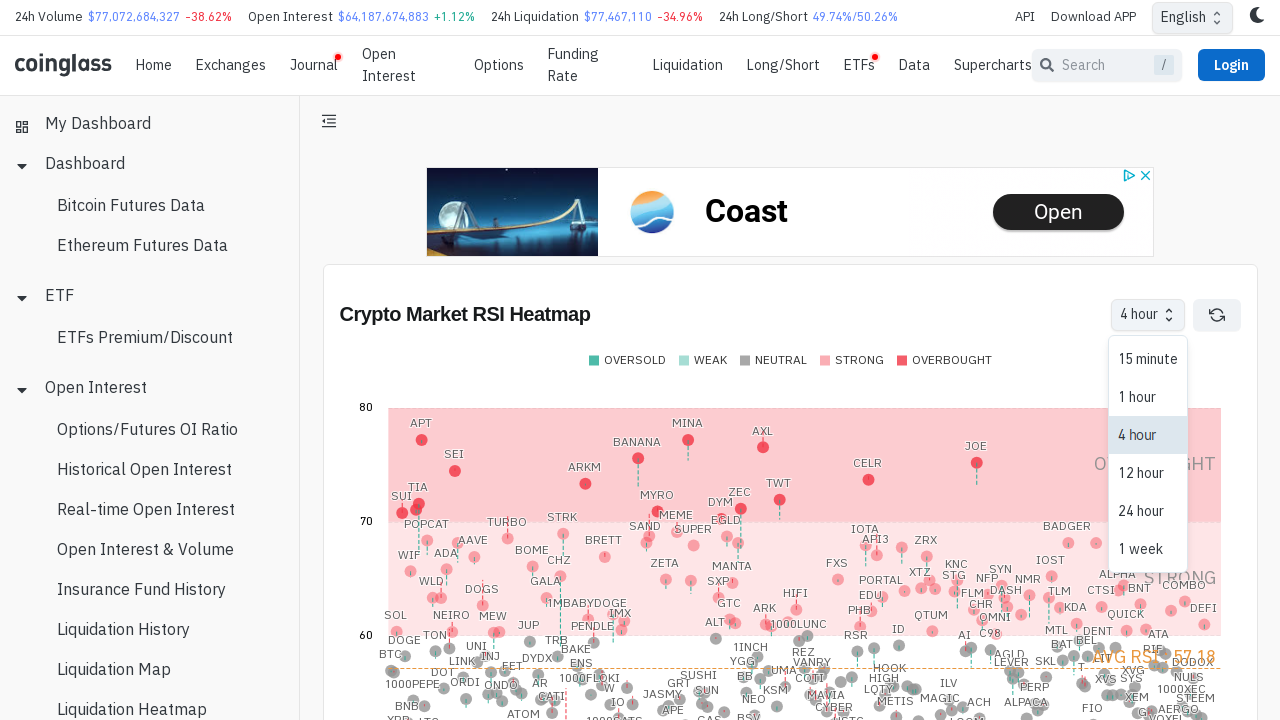 24h Volume $77,072,684,327 -38.62% Open Interest $64,187,674,883 +1.12% 24h Liquidation $77,467,110 -34.96% 24h Long/Short 49.74%/50.26% API Download APP English
coinglass Home Exchanges Journal Open Interest Options Funding Rate Liquidation Long/Short ETFs Data Supercharts Search / Login
My Dashboard
Dashboard
Bitcoin Futures Data
Ethereum Futures Data
ETF
ETFs Premium/Discount
Open Interest
Options/Futures OI Ratio
Historical Open Interest
Real-time Open Interest
Open Interest & Volume
Insurance Fund History
Liquidation History
Liquidation Map
Liquidation Heatmap
Coast
Open
Crypto Market RSI Heatmap
4 hour
15 minute
1 hour
4 hour
12 hour
24 hour
1 week
OVERSOLD WEAK NEUTRAL STRONG OVERBOUGHT
80
APT MINA
AXL
BANANA JOE
SEI
ARKM CELR
TIA TWT
SUI MYRO ZEC
DYM
70
MEME
POPCAT TURBO STRK SAND SUPER EGLD IOTA BADGER
AAVE BRETT API3 ZRX
WIF ADA BOME CHZ ZETA MANTA FXS KNC IOST
WLD GALA SXP PORTAL XTZ STG NFP SYN NMR ALPHA
DOGS HIFI EDU FLM DASH TLM CTSI BNT COMBO
STRONG
SOL NEIRO MEW 1MBABYDOGE IMX GTC ARK PHB QTUM CHR OMNI KDA QUICK DEFI
60
DOGE TON JUP TRB PENDLE ALT 1000LUNC RSR ID AI C98 MTL DENT ATA
BTC LINK UNI INJ DYDX BAKE 1INCH REZ AGLD BAT BEL
AVG RSI: 57.18
DOT FET ENS YGG VANRY HOOK LEVER SKL DODOX
1000PEPE ORDI ONDO AR 1000FLOKI SUSHI BB UMA COTI HIGH ILV PERP XVS SYS AVG NULS
BNB CATI W JASMY GRT SUN KSM MAVIA LQTY MAGIC ACH ALPACA XEM 1000XEC
ATOM IO APE NEO CYBER METIS FIO AERGO STEEM